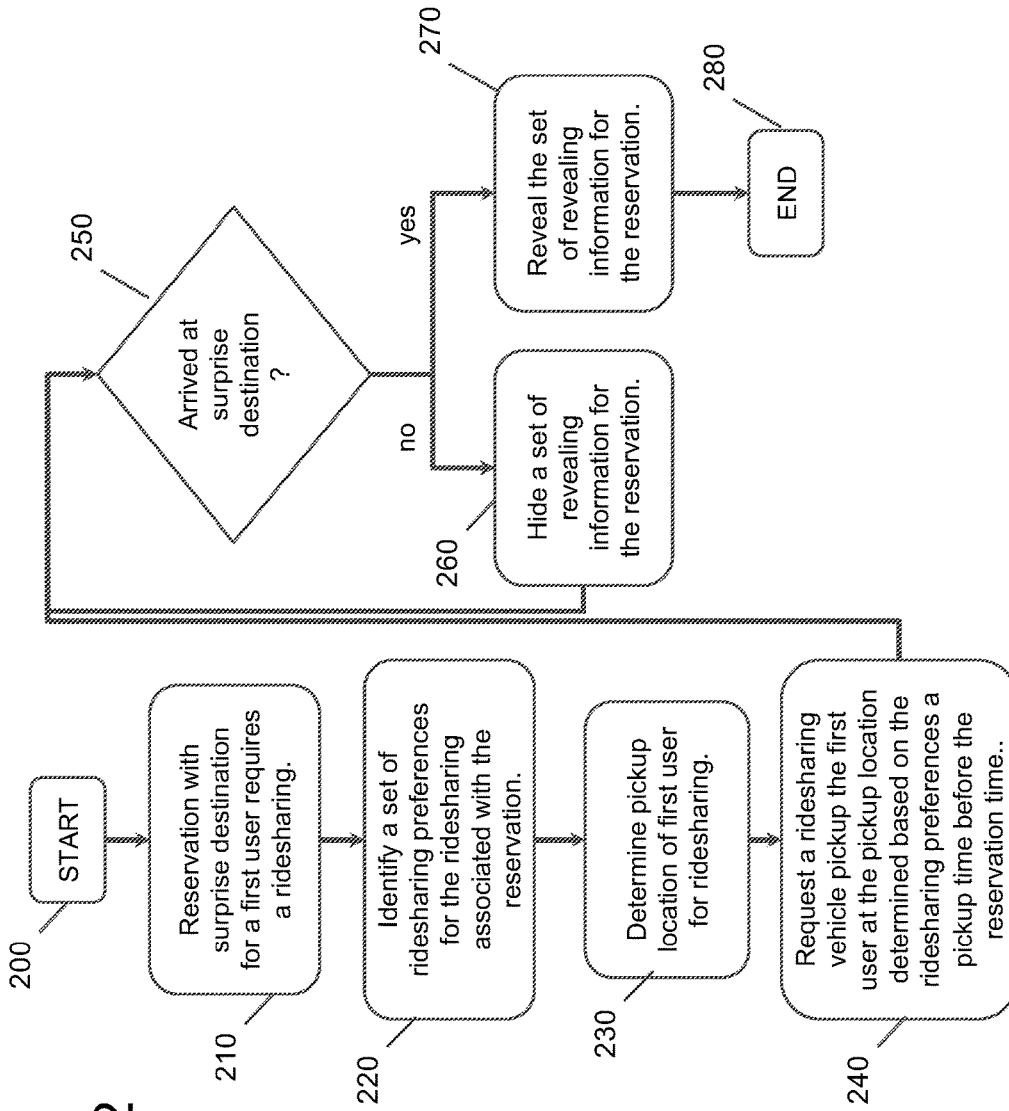 200
START
210
Reservation with
surprise destination
for a first user requires
a ridesharing.
220
Identify a set of
ridesharing preferences
for the ridesharing
associated with the
reservation.
230
Determine pickup
location of first user
for ridesharing.
240
Request a ridesharing
vehicle pickup the first
user at the pickup location
determined based on the
ridesharing preferences a
pickup time before the
reservation time..
250
Arrived at
surprise
destination
?
no
yes
260
Hide a set of
revealing
information for
the reservation.
270
Reveal the set
of revealing
information for
the reservation.
280
END